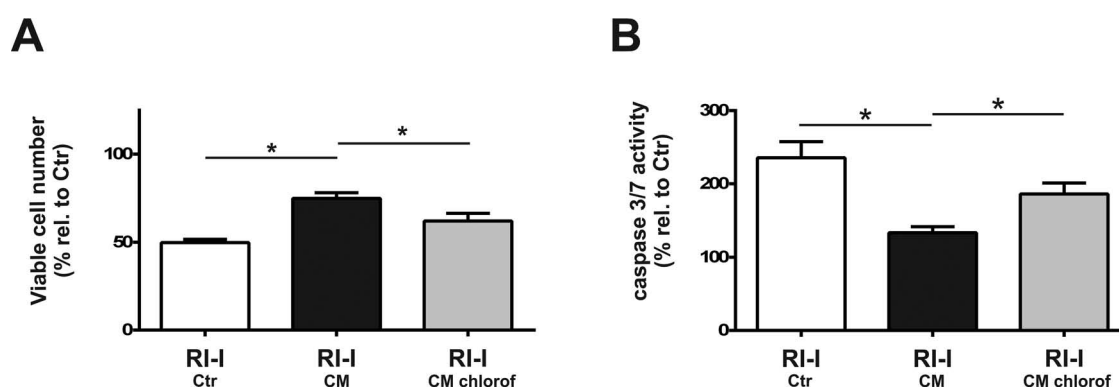 A
Viable cell number
(% rel. to Ctr)
100
50
0
*
*
RI-I
Ctr
RI-I
CM
RI-I
CM chlorof
B
caspase 3/7 activity
(% rel. to Ctr)
300
200
100
0
*
*
RI-I
Ctr
RI-I
CM
RI-I
CM chlorof